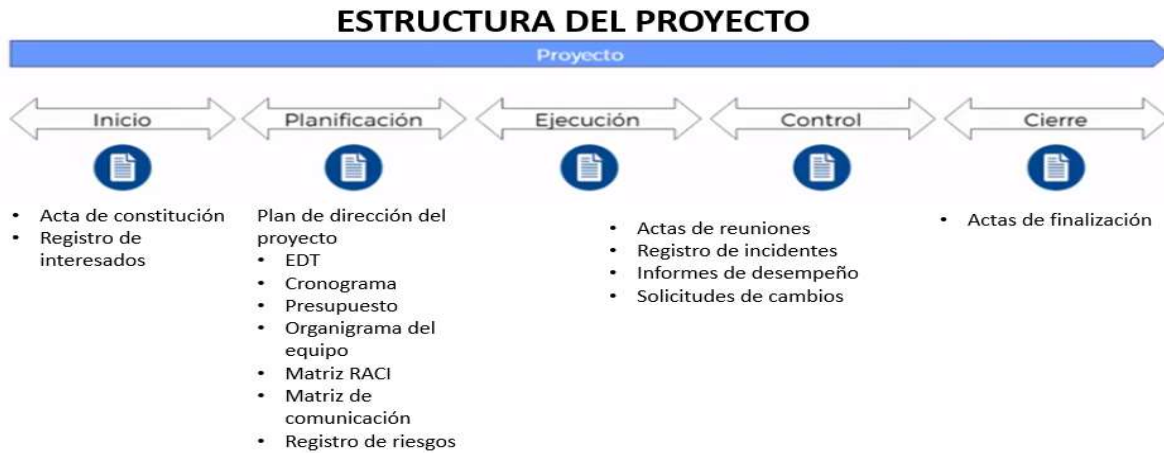 ESTRUCTURA DEL PROYECTO
Proyecto
Inicio
Planificación
Ejecución
Control
Cierre
• Acta de constitución
• Registro de
interesados
Plan de dirección del
proyecto
• EDT
• Cronograma
• Presupuesto
• Organigrama del
equipo
• Matriz RACI
• Matriz de
comunicación
• Registro de riesgos
• Actas de reuniones
• Registro de incidentes
• Informes de desempeño
• Solicitudes de cambios
• Actas de finalización